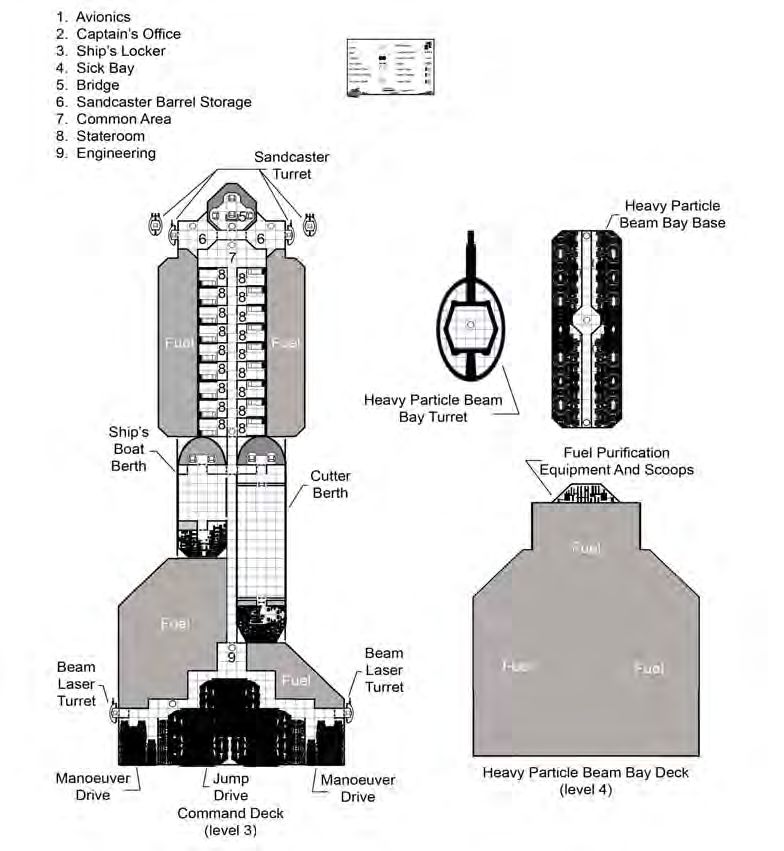 1. Avionics
2. Captain's Office
3. Ship's Locker
4. Sick Bay
5. Bridge
6. Sandcaster Barrel Storage
7. Common Area
8. Stateroom
9. Engineering
Sandcaster
Turret
5
6
6
7
8 8
8 8
8 8
8 8
8 8
8 8
8 8
8 8
8 8
8 8
Fuel
Fuel
Heavy Particle
Beam Bay Base
Heavy Particle Beam
Bay Turret
Ship's
Boat
Berth
Cutter
Berth
Fuel Purification
Equipment And Scoops
Fuel
Fuel
Fuel
Fuel
Fuel
9
Beam
Laser
Turret
Beam
Laser
Turret
Manoeuver
Drive
Jump
Drive
Manoeuver
Drive
Command Deck
(level 3)
Heavy Particle Beam Bay Deck
(level 4)